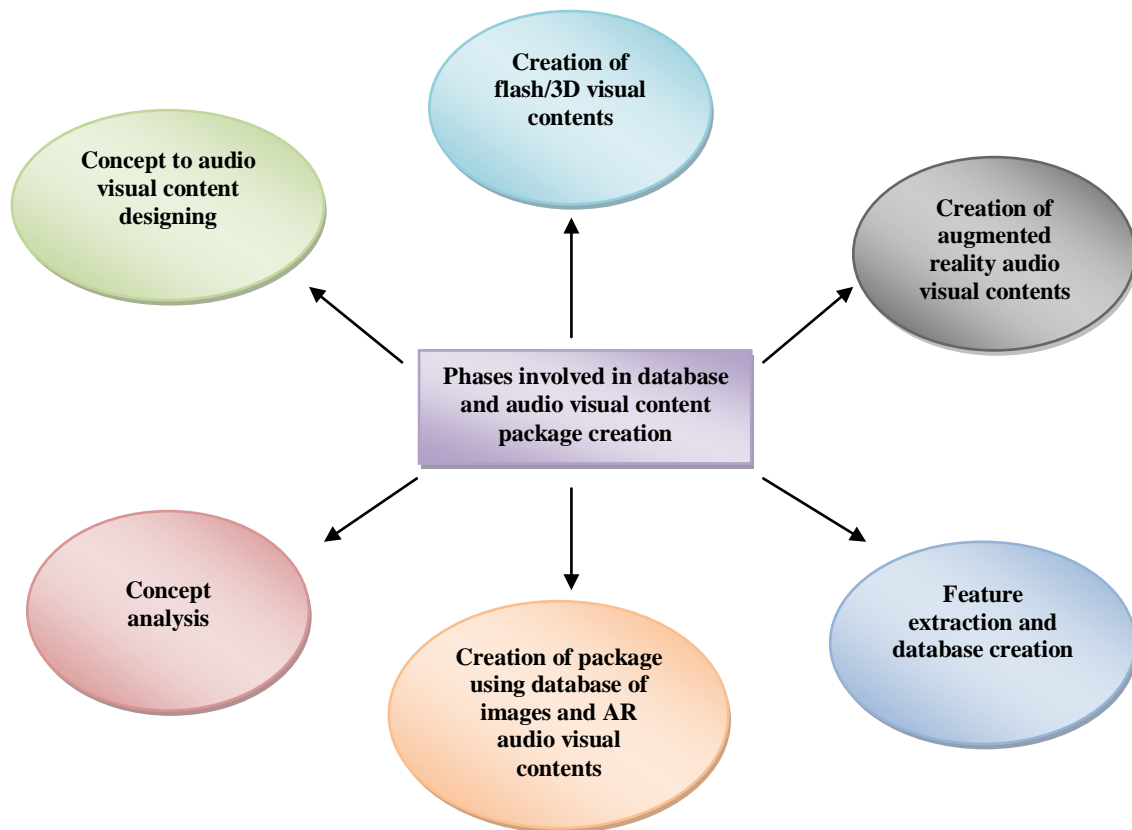 Creation of
flash/3D visual
contents
Concept to audio
visual content
designing
Creation of
augmented
reality audio
visual contents
Phases involved in database
and audio visual content
package creation
Concept
analysis
Feature
extraction and
database creation
Creation of package
using database of
images and AR
audio visual
contents